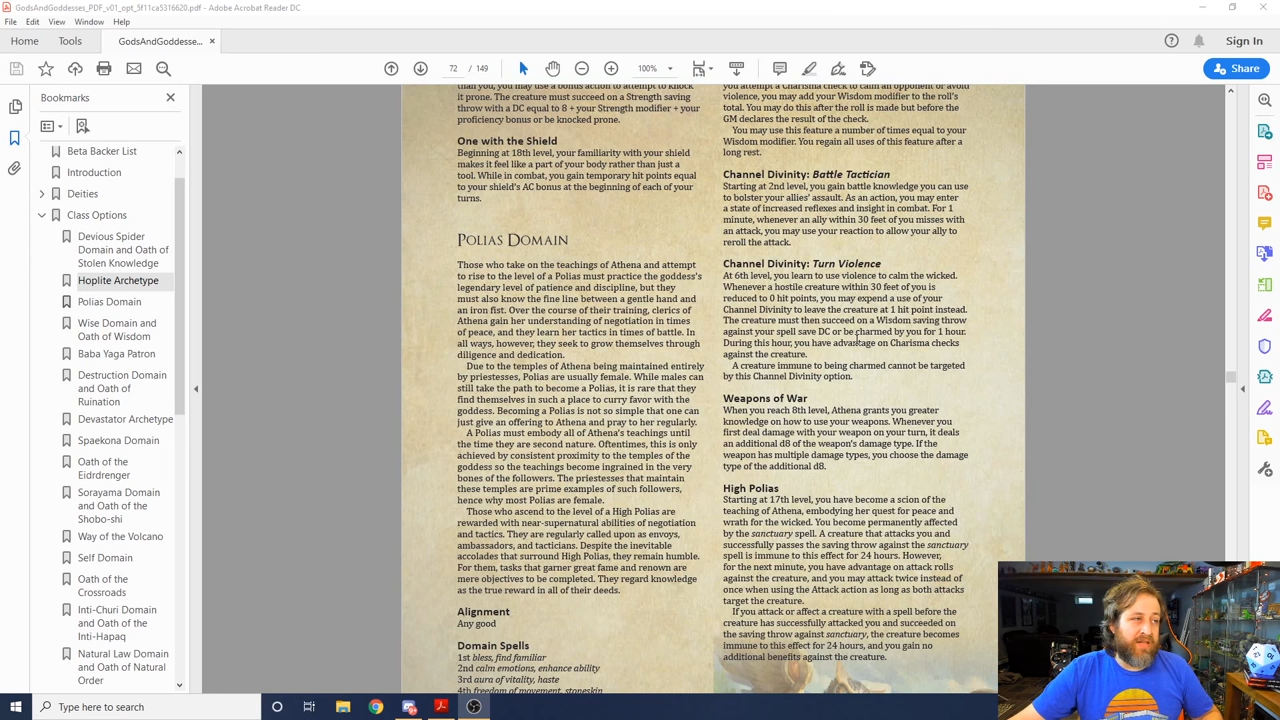 GodsAndGoddesses_PDF_v01_opt_5f11ca5316620.pdf - Adobe Acrobat Reader DC
File Edit View Window Help
Home Tools GodsAndGoddesse... × Sign In
72 / 149 100% Share
Bookmarks
Beta Backer List
Introduction
Deities
Class Options
Devious Spider
Domain and Oath of
Stolen Knowledge
Hoplite Archetype
Polias Domain
Wise Domain and
Oath of Wisdom
Baba Yaga Patron
Destruction Domain
and Oath of
Ruination
Devastator Archetype
Spaekona Domain
Oath of the
Eidrdrenger
Sorayama Domain
and Oath of the
Shobo-shi
Way of the Volcano
Self Domain
Oath of the
Crossroads
Inti-Churi Domain
and Oath of the
Inti-Hapaq
Natural Law Domain
and Oath of Natural
Order
than you, you may use a bonus action to attempt to knock
it prone. The creature must succeed on a Strength saving
throw with a DC equal to 8 + your Strength modifier + your
proficiency bonus or be knocked prone.
One with the Shield
Beginning at 18th level, your familiarity with your shield
makes it feel like a part of your body rather than just a
tool. While in combat, you gain temporary hit points equal
to your shield's AC bonus at the beginning of each of your
turns.
Polias Domain
Those who take on the teachings of Athena and attempt
to rise to the level of a Polias must practice the goddess's
legendary level of patience and discipline, but they
must also know the fine line between a gentle hand and
an iron fist. Over the course of their training, clerics of
Athena gain her understanding of negotiation in times
of peace, and they learn her tactics in times of battle. In
all ways, however, they seek to grow themselves through
diligence and dedication.
Due to the temples of Athena being maintained entirely
by priestesses, Polias are usually female. While males can
still take the path to become a Polias, it is rare that they
find themselves in such a place to curry favor with the
goddess. Becoming a Polias is not so simple that one can
just give an offering to Athena and pray to her regularly.
A Polias must embody all of Athena's teachings until
the time they are second nature. Oftentimes, this is only
achieved by consistent proximity to the temples of the
goddess so the teachings become ingrained in the very
bones of the followers. The priestesses that maintain
these temples are prime examples of such followers,
hence why most Polias are female.
Those who ascend to the level of a High Polias are
rewarded with near-supernatural abilities of negotiation
and tactics. They are regularly called upon as envoys,
ambassadors, and tacticians. Despite the inevitable
accolades that surround High Polias, they remain humble.
For them, tasks that garner great fame and renown are
mere objectives to be completed. They regard knowledge
as the true reward in all of their deeds.
Alignment
Any good
Domain Spells
1st bless, find familiar
2nd calm emotions, enhance ability
3rd aura of vitality, haste
4th freedom of movement, stoneskin
you attempt a Charisma check to calm an opponent or avoid
violence, you may add your Wisdom modifier to the roll's
total. You may do this after the roll is made but before the
GM declares the result of the check.
You may use this feature a number of times equal to your
Wisdom modifier. You regain all uses of this feature after a
long rest.
Channel Divinity: Battle Tactician
Starting at 2nd level, you gain battle knowledge you can use
to bolster your allies' assault. As an action, you may enter
a state of increased reflexes and insight in combat. For 1
minute, whenever an ally within 30 feet of you misses with
an attack, you may use your reaction to allow your ally to
reroll the attack.
Channel Divinity: Turn Violence
At 6th level, you learn to use violence to calm the wicked.
Whenever a hostile creature within 30 feet of you is
reduced to 0 hit points, you may expend a use of your
Channel Divinity to leave the creature at 1 hit point instead.
The creature must then succeed on a Wisdom saving throw
against your spell save DC or be charmed by you for 1 hour.
During this hour, you have advantage on Charisma checks
against the creature.
A creature immune to being charmed cannot be targeted
by this Channel Divinity option.
Weapons of War
When you reach 8th level, Athena grants you greater
knowledge on how to use your weapons. Whenever you
first deal damage with your weapon on your turn, it deals
an additional d8 of the weapon's damage type. If the
weapon has multiple damage types, you choose the damage
type of the additional d8.
High Polias
Starting at 17th level, you have become a scion of the
teaching of Athena, embodying her quest for peace and
wrath for the wicked. You become permanently affected
by the sanctuary spell. A creature that attacks you and
successfully passes the saving throw against the sanctuary
spell is immune to this effect for 24 hours. However,
for the next minute, you have advantage on attack rolls
against the creature, and you may attack twice instead of
once when using the Attack action as long as both attacks
target the creature.
If you attack or affect a creature with a spell before the
creature has successfully attacked you and succeeded on
the saving throw against sanctuary, the creature becomes
immune to this effect for 24 hours, and you gain no
additional benefits against the creature.
Type here to search